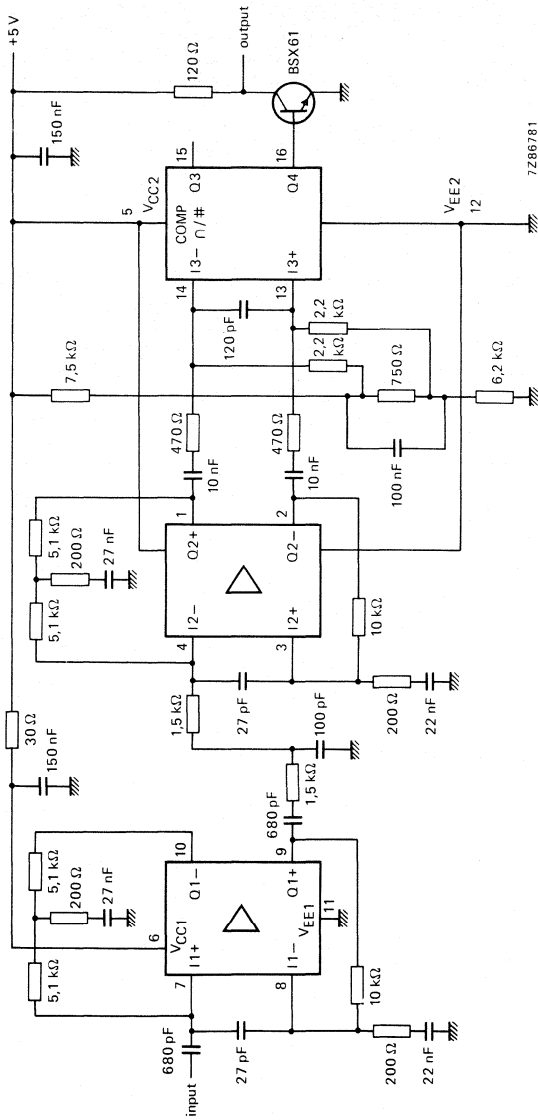 +5 V
30 Ω
150 nF
150 nF
120 Ω
output
BSX61
5,1 kΩ
200 Ω
27 nF
5,1 kΩ
6
VCC1
7
I1+
Q1−
10
I1−
8
VEE1
11
Q1+
9
input
680 pF
27 pF
10 kΩ
200 Ω
22 nF
680 pF
1,5 kΩ
100 pF
1,5 kΩ
5,1 kΩ
200 Ω
27 nF
5,1 kΩ
4
I2−
Q2+
1
3
I2+
Q2−
2
27 pF
10 kΩ
200 Ω
22 nF
10 nF
470 Ω
10 nF
470 Ω
7,5 kΩ
120 pF
2,2
kΩ
2,2
kΩ
750 Ω
100 nF
6,2 kΩ
5
VCC2
COMP
∩/#
14
I3−
Q3
15
13
I3+
Q4
16
VEE2
12
7Z86781